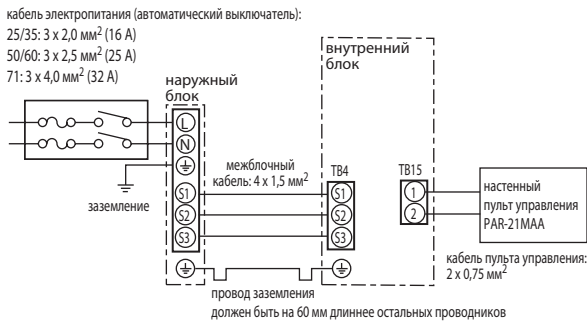 кабель электропитания (автоматический выключатель):
25/35: 3 x 2,0 мм² (16 А)
50/60: 3 x 2,5 мм² (25 А)
71: 3 x 4,0 мм² (32 А)
наружный
блок
внутренний
блок
L
N
заземление
S1
S2
S3
межблочный
кабель: 4 x 1,5 мм²
TB4
S1
S2
S3
TB15
1
2
настенный
пульт управления
PAR-21MAA
кабель пульта управления:
2 x 0,75 мм²
провод заземления
должен быть на 60 мм длиннее остальных проводников